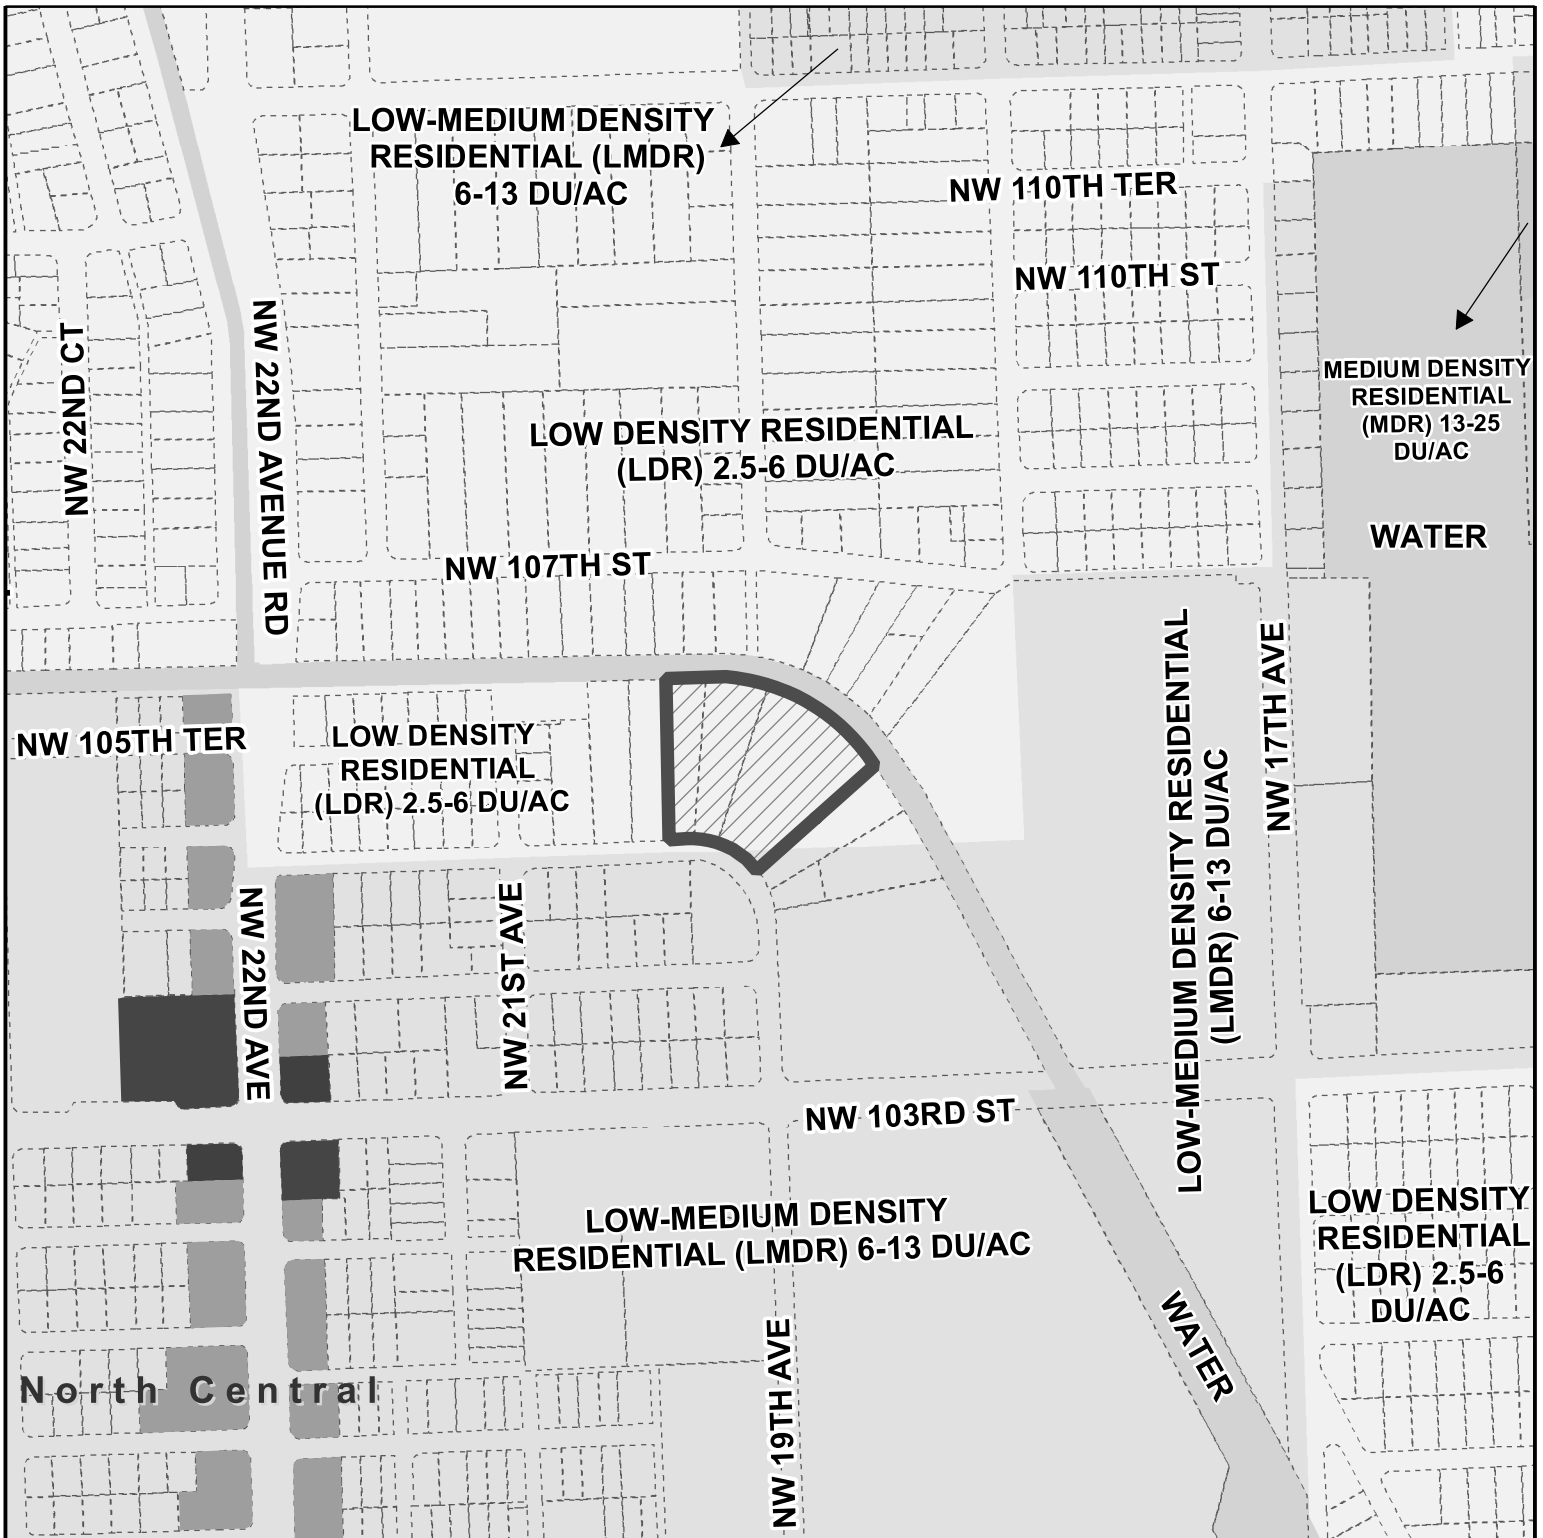 LOW-MEDIUM DENSITY
RESIDENTIAL (LMDR)
6-13 DU/AC
NW 110TH TER
NW 110TH ST
NW 22ND CT
NW 22ND AVENUE RD
MEDIUM DENSITY
RESIDENTIAL
(MDR) 13-25
DU/AC
LOW DENSITY RESIDENTIAL
(LDR) 2.5-6 DU/AC
WATER
NW 107TH ST
NW 105TH TER
LOW DENSITY
RESIDENTIAL
(LDR) 2.5-6 DU/AC
LOW-MEDIUM DENSITY RESIDENTIAL
(LMDR) 6-13 DU/AC
NW 17TH AVE
NW 22ND AVE
NW 21ST AVE
NW 103RD ST
LOW-MEDIUM DENSITY
RESIDENTIAL (LMDR) 6-13 DU/AC
LOW DENSITY
RESIDENTIAL
(LDR) 2.5-6
DU/AC
WATER
North Central
NW 19TH AVE